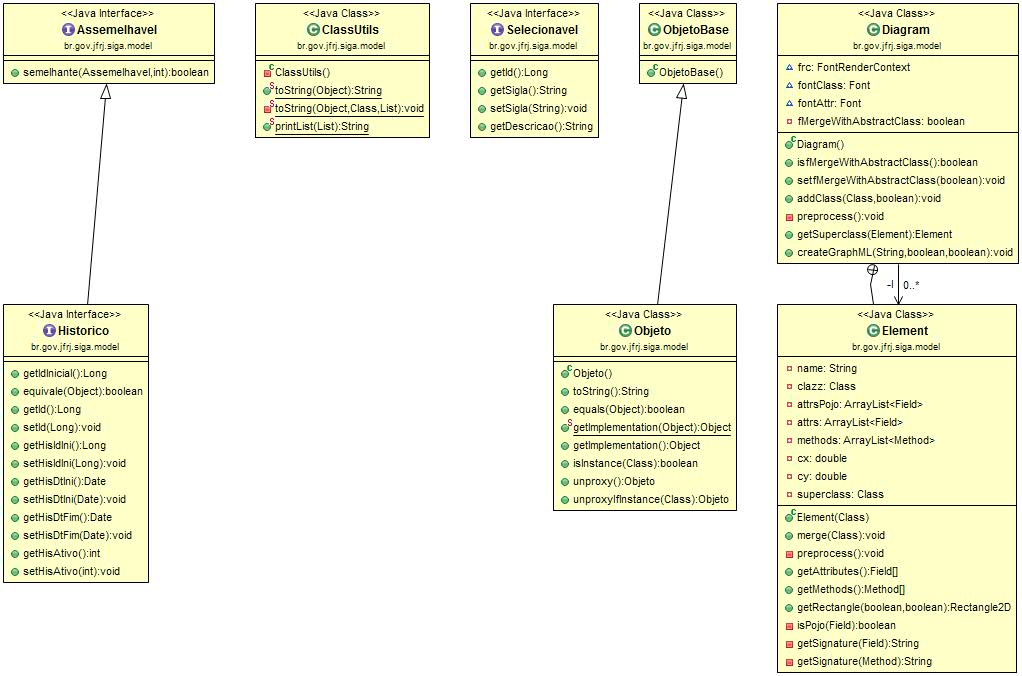 <<Java Interface>>
Assemelhavel
br.gov.jfrj.siga.model
semelhante(Assemelhavel,int):boolean
<<Java Class>>
ClassUtils
br.gov.jfrj.siga.model
ClassUtils()
toString(Object):String
toString(Object,Class,List):void
printList(List):String
<<Java Interface>>
Selecionavel
br.gov.jfrj.siga.model
getId():Long
getSigla():String
setSigla(String):void
getDescricao():String
<<Java Class>>
ObjetoBase
br.gov.jfrj.siga.model
ObjetoBase()
<<Java Class>>
Diagram
br.gov.jfrj.siga.model
frc: FontRenderContext
fontClass: Font
fontAttr: Font
fMergeWithAbstractClass: boolean
Diagram()
isfMergeWithAbstractClass():boolean
setfMergeWithAbstractClass(boolean):void
addClass(Class,boolean):void
preprocess():void
getSuperclass(Element):Element
createGraphML(String,boolean,boolean):void
-l 0..*
<<Java Interface>>
Historico
br.gov.jfrj.siga.model
getIdInicial():Long
equivale(Object):boolean
getId():Long
setId(Long):void
getHisIdIni():Long
setHisIdIni(Long):void
getHisDtIni():Date
setHisDtIni(Date):void
getHisDtFim():Date
setHisDtFim(Date):void
getHisAtivo():int
setHisAtivo(int):void
<<Java Class>>
Objeto
br.gov.jfrj.siga.model
Objeto()
toString():String
equals(Object):boolean
getImplementation(Object):Object
getImplementation():Object
isInstance(Class):boolean
unproxy():Objeto
unproxyIfInstance(Class):Objeto
<<Java Class>>
Element
br.gov.jfrj.siga.model
name: String
clazz: Class
attrsPojo: ArrayList<Field>
attrs: ArrayList<Field>
methods: ArrayList<Method>
cx: double
cy: double
superclass: Class
Element(Class)
merge(Class):void
preprocess():void
getAttributes():Field[]
getMethods():Method[]
getRectangle(boolean,boolean):Rectangle2D
isPojo(Field):boolean
getSignature(Field):String
getSignature(Method):String